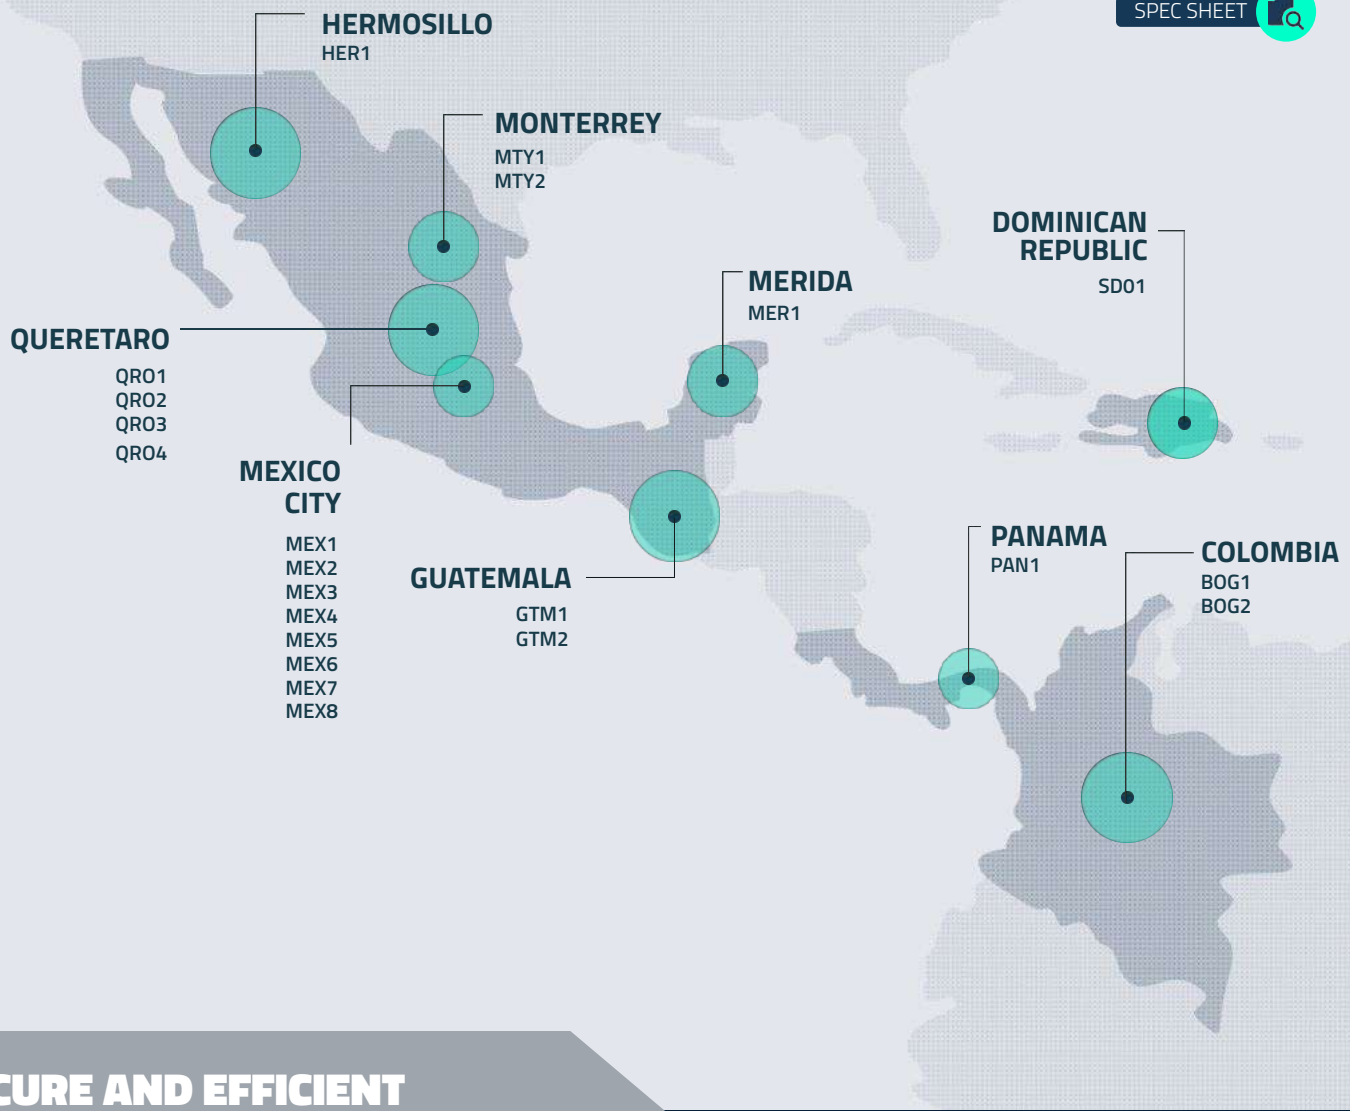 SPEC SHEET
HERMOSILLO
HER1
MONTERREY
MTY1
MTY2
DOMINICAN
REPUBLIC
SDO1
MERIDA
MER1
QUERETARO
QRO1
QRO2
QRO3
QRO4
MEXICO
CITY
MEX1
MEX2
MEX3
MEX4
MEX5
MEX6
MEX7
MEX8
GUATEMALA
GTM1
GTM2
PANAMA
PAN1
COLOMBIA
BOG1
BOG2
CURE AND EFFICIENT